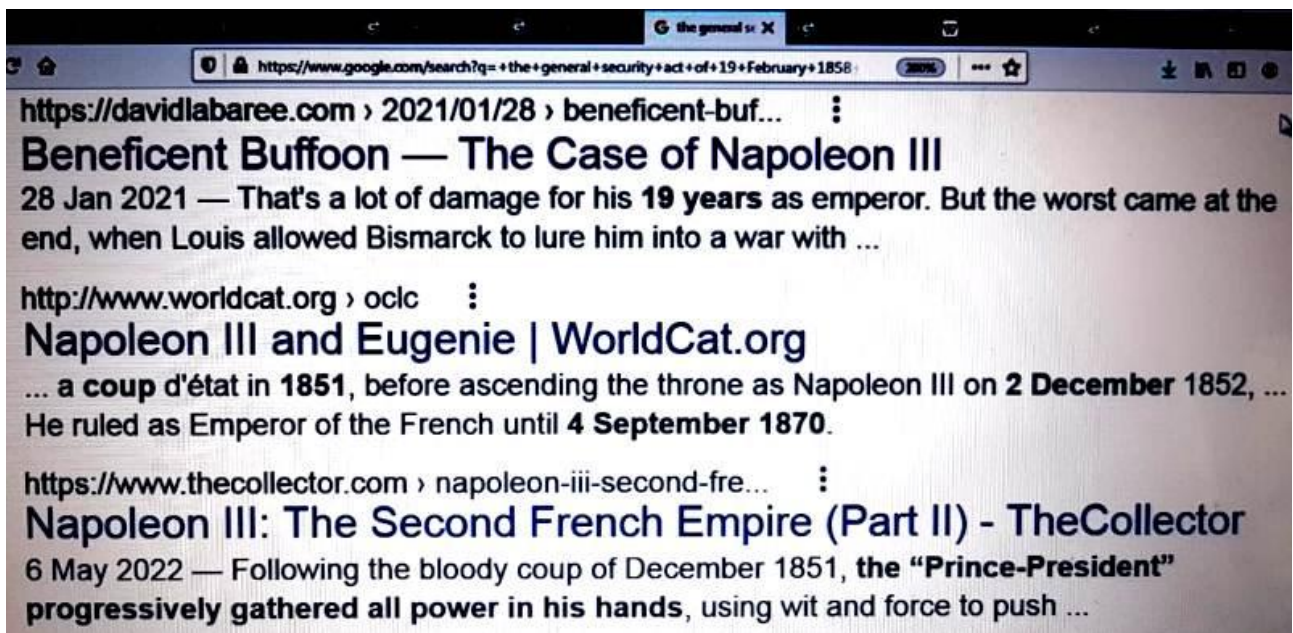 G the general se X
https://www.google.com/search?q=+the+general+security+act+of+19+February+1858+
200%
https://davidlabaree.com › 2021/01/28 › beneficent-buf...
Beneficent Buffoon — The Case of Napoleon III
28 Jan 2021 — That's a lot of damage for his 19 years as emperor. But the worst came at the
end, when Louis allowed Bismarck to lure him into a war with ...
http://www.worldcat.org › oclc
Napoleon III and Eugenie | WorldCat.org
... a coup d'état in 1851, before ascending the throne as Napoleon III on 2 December 1852, ...
He ruled as Emperor of the French until 4 September 1870.
https://www.thecollector.com › napoleon-iii-second-fre...
Napoleon III: The Second French Empire (Part II) - TheCollector
6 May 2022 — Following the bloody coup of December 1851, the “Prince-President”
progressively gathered all power in his hands, using wit and force to push ...